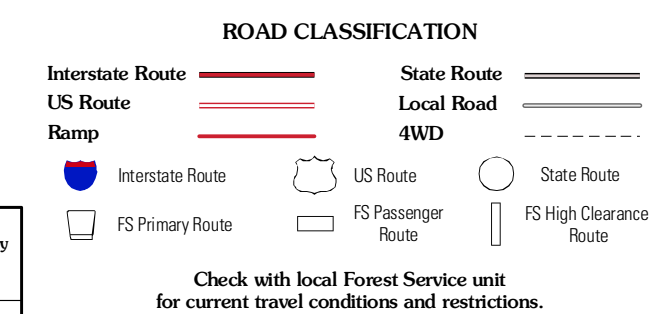 ROAD CLASSIFICATION
Interstate Route
State Route
US Route
Local Road
Ramp
4WD
Interstate Route
US Route
State Route
FS Primary Route
FS Passenger
Route
FS High Clearance
Route
Check with local Forest Service unit
for current travel conditions and restrictions.